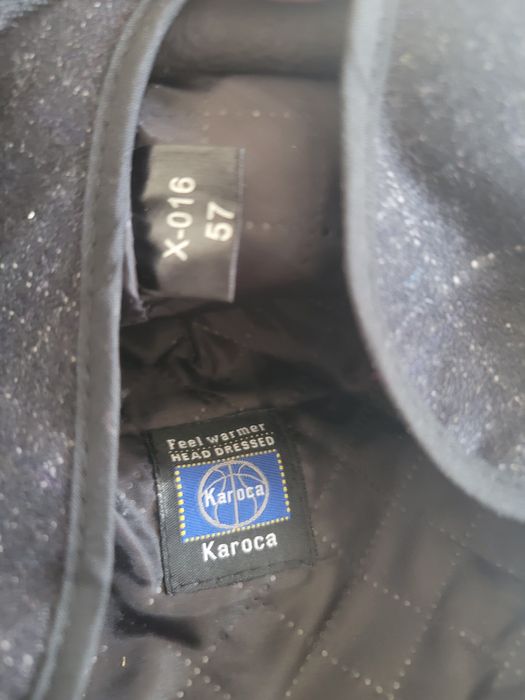 X-016
57
Feel warmer
HEAD DRESSED
Karoca
Karoca